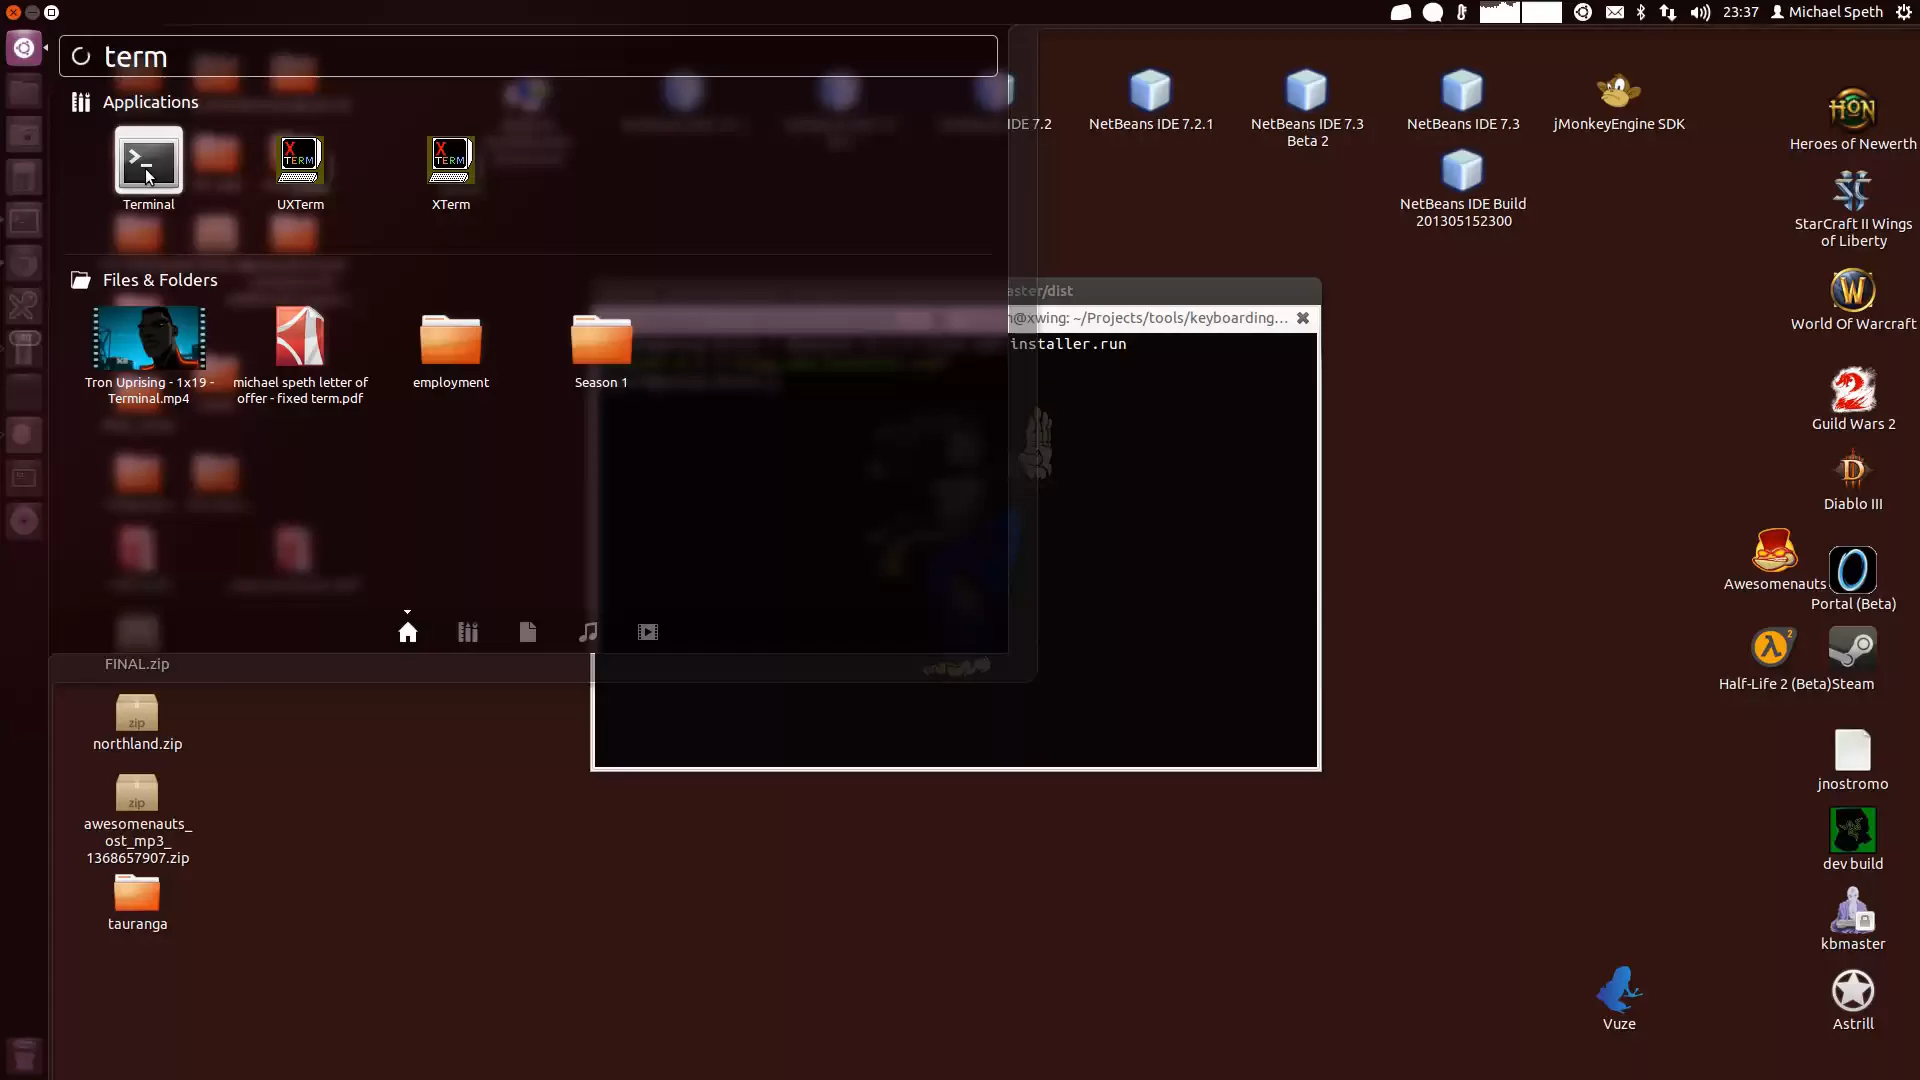 23:37
Michael Speth
term
Applications
Terminal
UXTerm
XTerm
Files & Folders
Tron Uprising - 1x19 -
Terminal.mp4
michael speth letter of
offer - fixed term.pdf
employment
Season 1
FINAL.zip
northland.zip
awesomenauts_
ost_mp3_
1368657907.zip
tauranga
IDE 7.2
NetBeans IDE 7.2.1
NetBeans IDE 7.3
Beta 2
NetBeans IDE 7.3
jMonkeyEngine SDK
NetBeans IDE Build
201305152300
aster/dist
n@xwing: ~/Projects/tools/keyboarding...
installer.run
Heroes of Newerth
StarCraft II Wings
of Liberty
World Of Warcraft
Guild Wars 2
Diablo III
Awesomenauts
Portal (Beta)
Half-Life 2 (Beta)
Steam
jnostromo
dev build
kbmaster
Vuze
Astrill